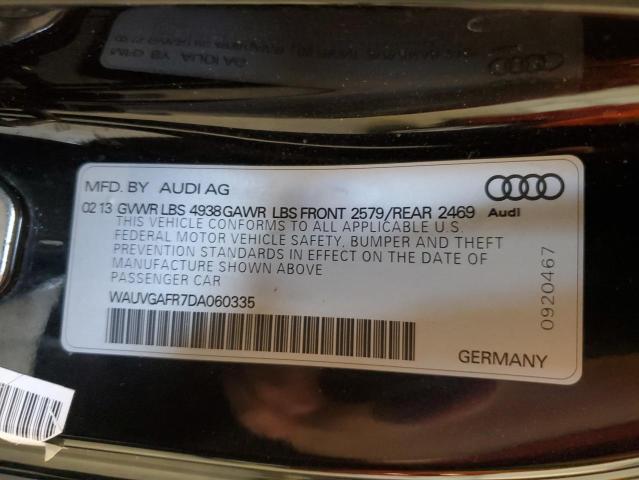 MFD. BY AUDI AG
02 13 GVWR LBS 4938 GAWR LBS FRONT 2579/REAR 2469
THIS VEHICLE CONFORMS TO ALL APPLICABLE U.S.
FEDERAL MOTOR VEHICLE SAFETY, BUMPER AND THEFT
PREVENTION STANDARDS IN EFFECT ON THE DATE OF
MANUFACTURE SHOWN ABOVE
PASSENGER CAR
WAUVGAFR7DA060335
GERMANY
Audi
0920467